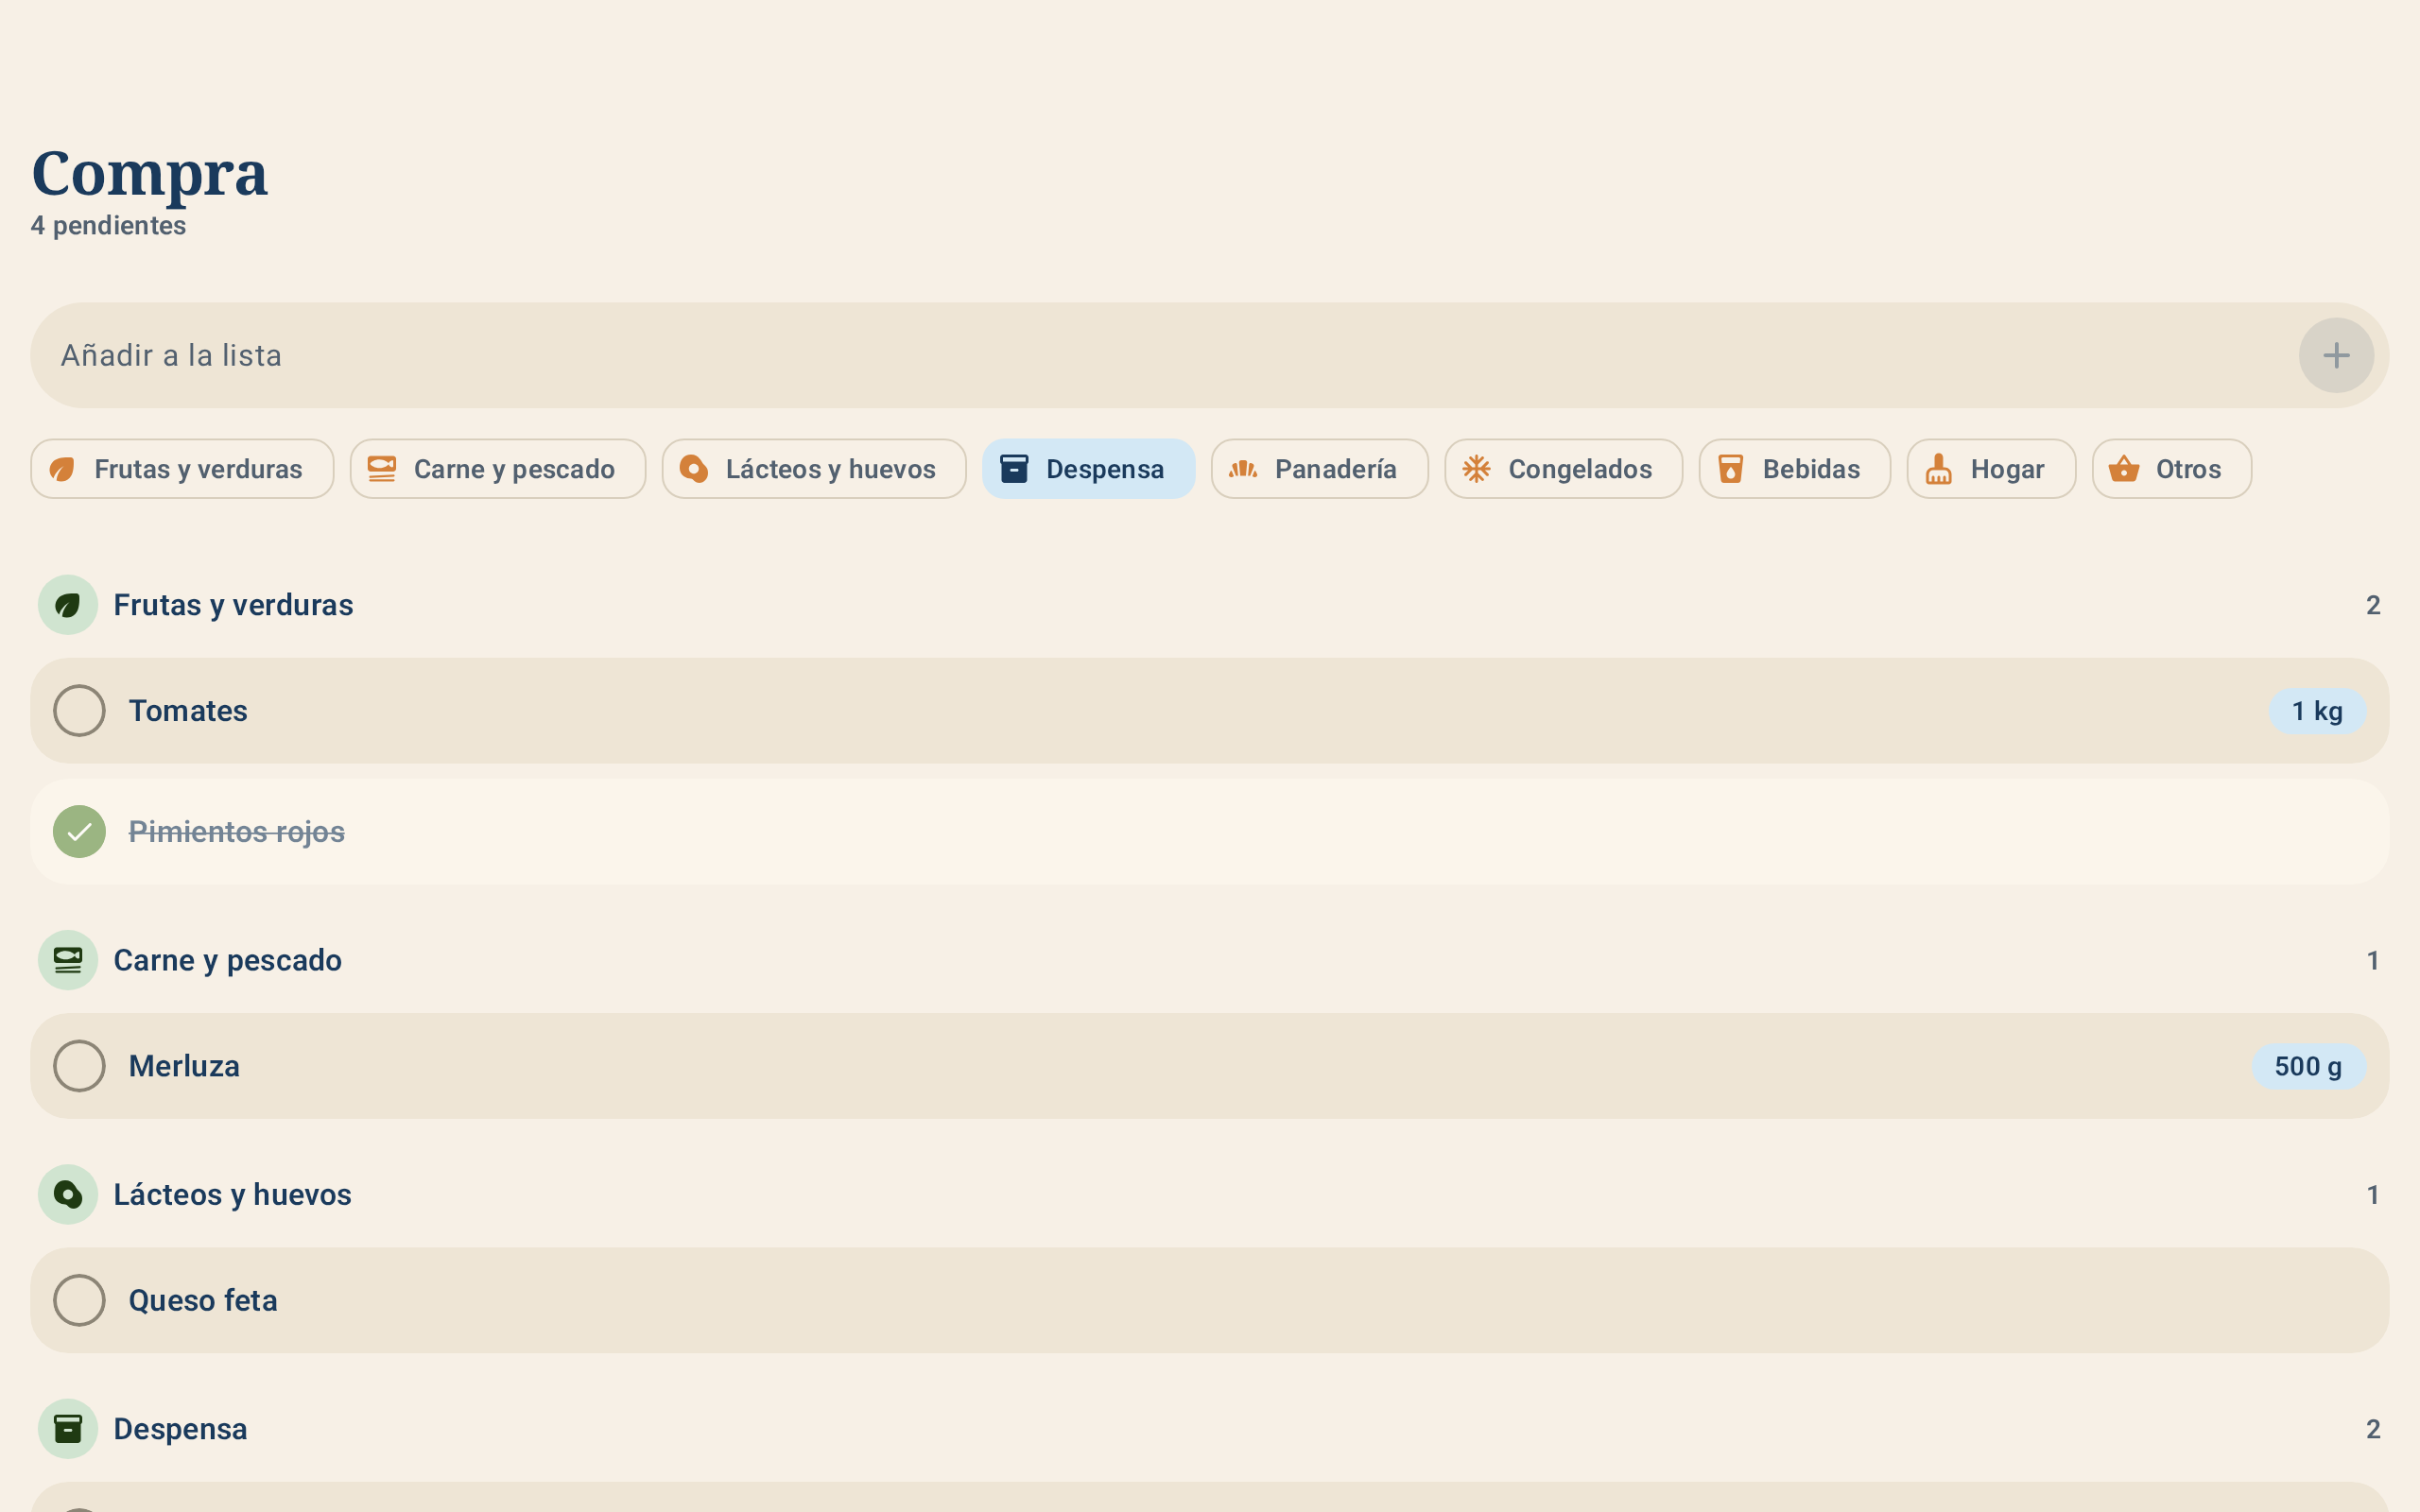 Compra
4 pendientes
Añadir a la lista
Frutas y verduras Carne y pescado Lácteos y huevos Despensa Panadería Congelados Bebidas Hogar Otros
Frutas y verduras 2
Tomates 1 kg
Pimientos rojos
Carne y pescado 1
Merluza 500 g
Lácteos y huevos 1
Queso feta
Despensa 2